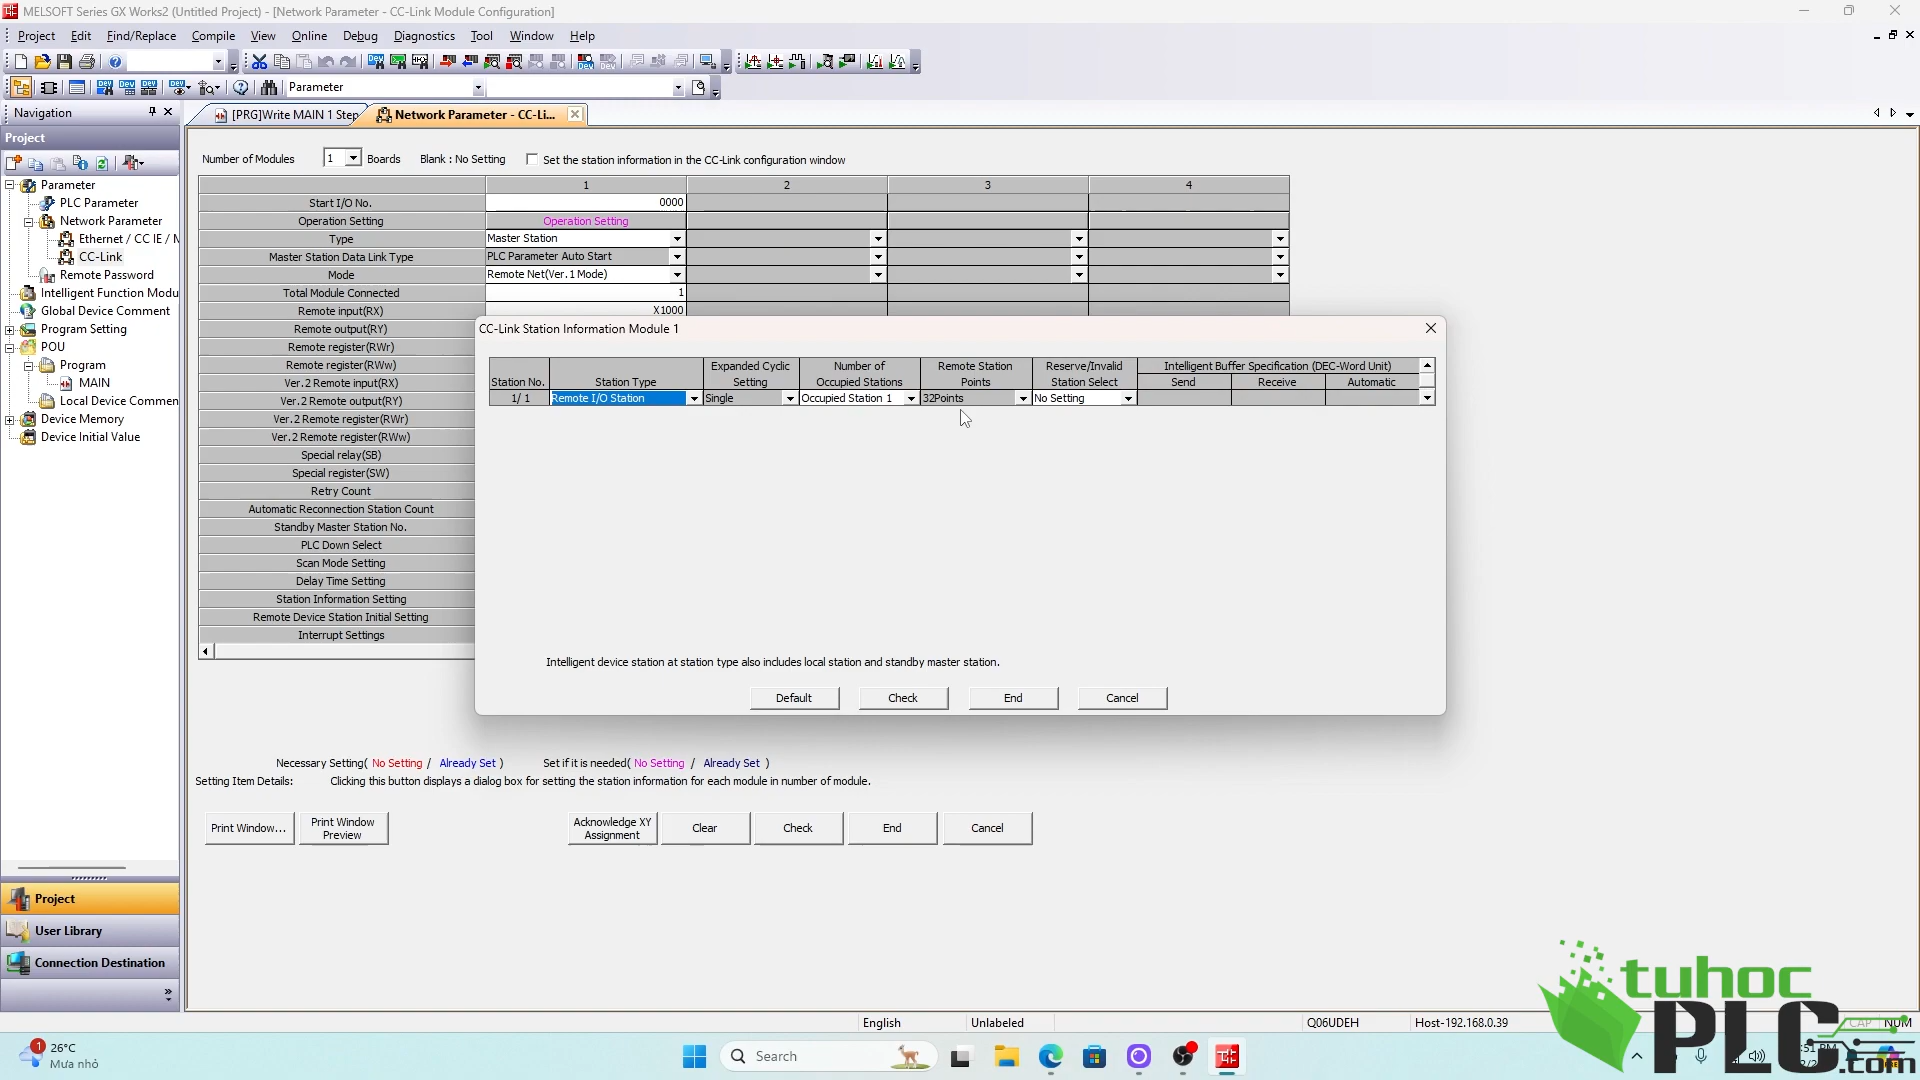 MELSOFT Series GX Works2 (Untitled Project) - [Network Parameter - CC-Link Module Configuration]
Project Edit Find/Replace Compile View Online Debug Diagnostics Tool Window Help
Parameter
Navigation
[PRG]Write MAIN 1 Step
Network Parameter - CC-Li...
Project
Parameter
PLC Parameter
Network Parameter
Ethernet / CC IE / M
CC-Link
Remote Password
Intelligent Function Modu
Global Device Comment
Program Setting
POU
Program
MAIN
Local Device Commen
Device Memory
Device Initial Value
Project
User Library
Connection Destination
Number of Modules 1 Boards Blank : No Setting Set the station information in the CC-Link configuration window
1 2 3 4
Start I/O No. 0000
Operation Setting Operation Setting
Type Master Station
Master Station Data Link Type PLC Parameter Auto Start
Mode Remote Net(Ver.1 Mode)
Total Module Connected 1
Remote input(RX) X1000
Remote output(RY)
Remote register(RWr)
Remote register(RWw)
Ver.2 Remote input(RX)
Ver.2 Remote output(RY)
Ver.2 Remote register(RWr)
Ver.2 Remote register(RWw)
Special relay(SB)
Special register(SW)
Retry Count
Automatic Reconnection Station Count
Standby Master Station No.
PLC Down Select
Scan Mode Setting
Delay Time Setting
Station Information Setting
Remote Device Station Initial Setting
Interrupt Settings
CC-Link Station Information Module 1
Station No. Station Type Expanded Cyclic Setting Number of Occupied Stations Remote Station Points Reserve/Invalid Station Select Intelligent Buffer Specification (DEC-Word Unit)
Send Receive Automatic
1/ 1 Remote I/O Station Single Occupied Station 1 32Points No Setting
Intelligent device station at station type also includes local station and standby master station.
Default Check End Cancel
Necessary Setting( No Setting / Already Set ) Set if it is needed( No Setting / Already Set )
Setting Item Details: Clicking this button displays a dialog box for setting the station information for each module in number of module.
Print Window... Print Window Preview Acknowledge XY Assignment Clear Check End Cancel
English Unlabeled Q06UDEH Host-192.168.0.39 CAP NUM
1
26°C
Mưa nhỏ
Search
tuhoc
PLC.com